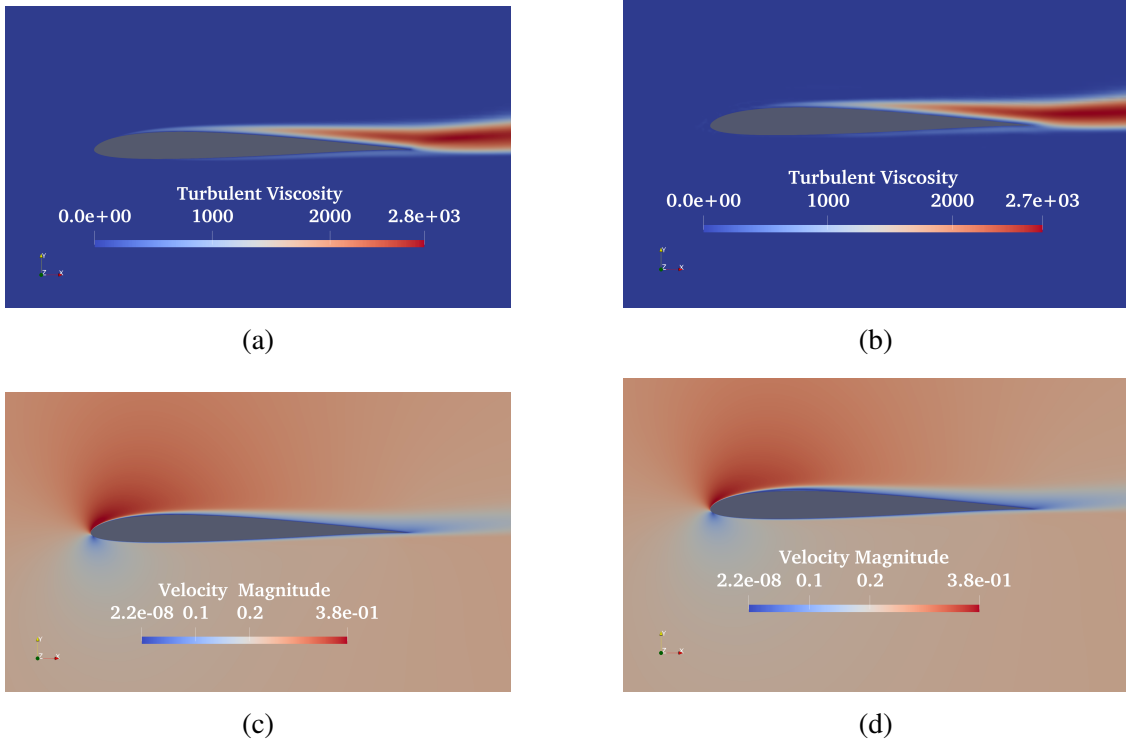 Turbulent Viscosity
0.0e+00 1000 2000 2.8e+03
Y
Z X
(a)
Turbulent Viscosity
0.0e+00 1000 2000 2.7e+03
Y
Z X
(b)
Velocity Magnitude
2.2e-08 0.1 0.2 3.8e-01
Y
Z X
(c)
Velocity Magnitude
2.2e-08 0.1 0.2 3.8e-01
Y
Z X
(d)